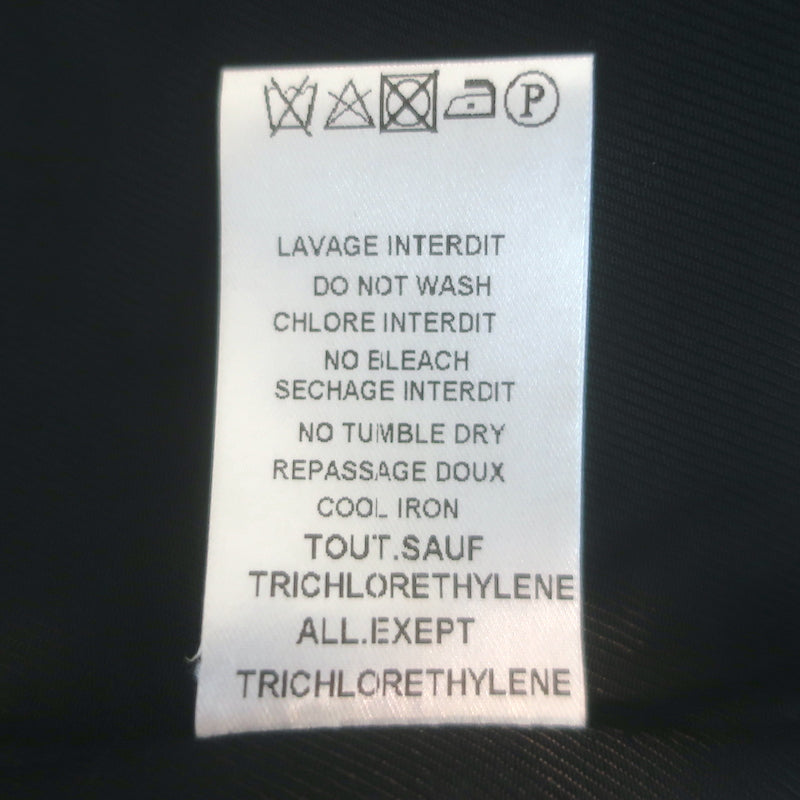 P
LAVAGE INTERDIT
DO NOT WASH
CHLORE INTERDIT
NO BLEACH
SECHAGE INTERDIT
NO TUMBLE DRY
REPASSAGE DOUX
COOL IRON
TOUT.SAUF
TRICHLORETHYLENE
ALL.EXEPT
TRICHLORETHYLENE